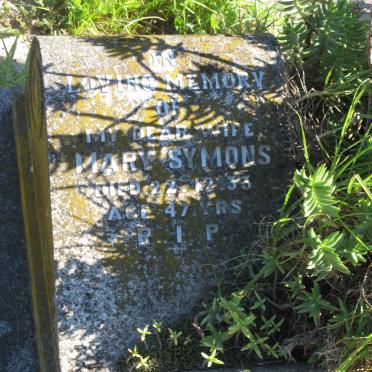 IN
LOVING MEMORY
OF
MY DEAR WIFE
MARY SYMONS
DIED 22-12-33
AGE 47 YRS
R I P